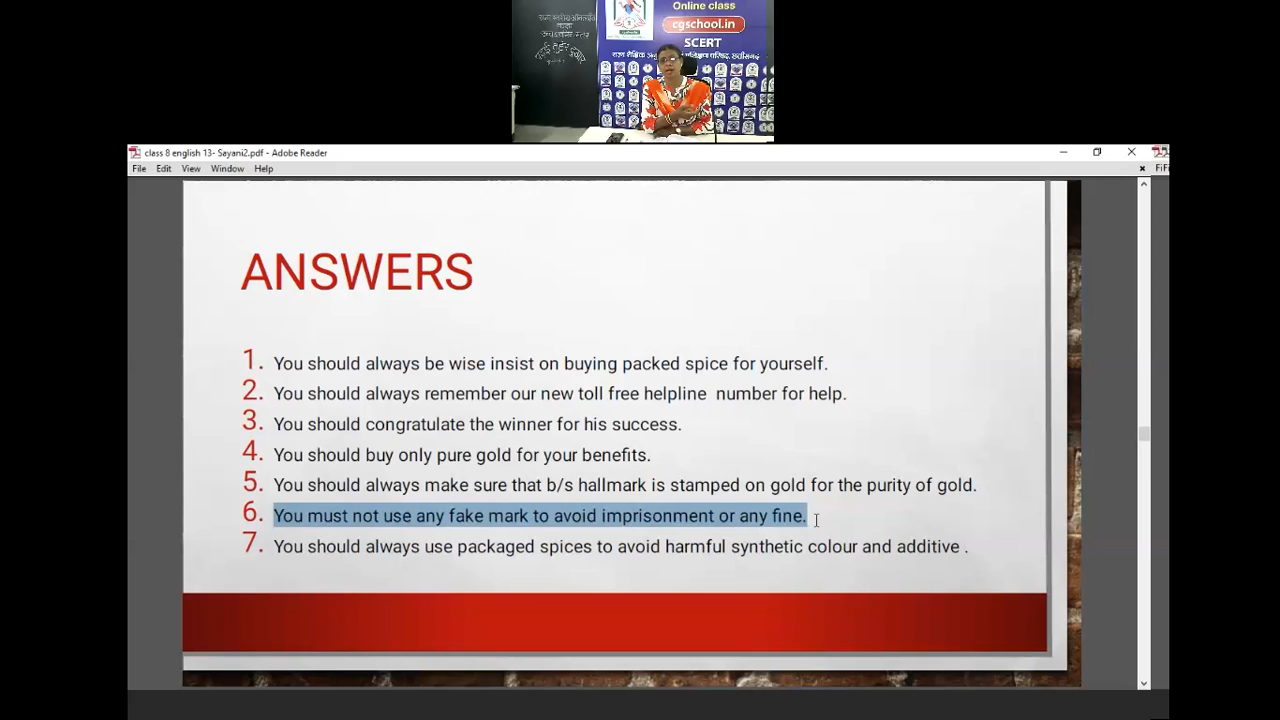 Online class
cgschool.in
SCERT
class 8 english 13- Sayani2.pdf - Adobe Reader
File Edit View Window Help
ANSWERS
1. You should always be wise insist on buying packed spice for yourself.
2. You should always remember our new toll free helpline number for help.
3. You should congratulate the winner for his success.
4. You should buy only pure gold for your benefits.
5. You should always make sure that b/s hallmark is stamped on gold for the purity of gold.
6. You must not use any fake mark to avoid imprisonment or any fine.
7. You should always use packaged spices to avoid harmful synthetic colour and additive .